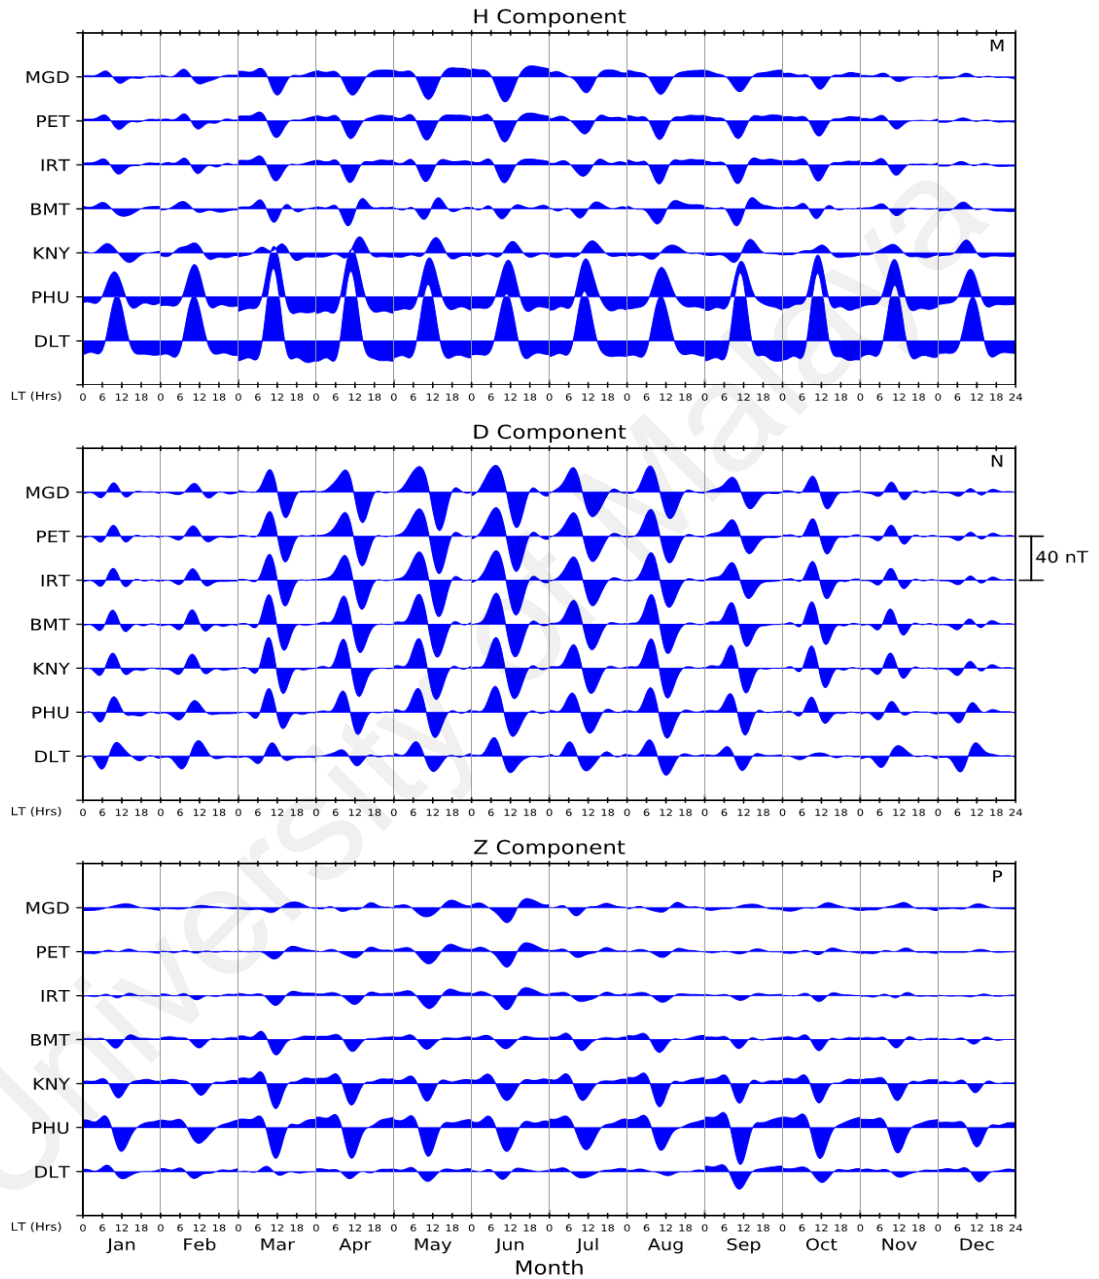 H Component
M
MGD
PET
IRT
BMT
KNY
PHU
DLT
LT (Hrs) 0 6 12 18 0 6 12 18 0 6 12 18 0 6 12 18 0 6 12 18 0 6 12 18 0 6 12 18 0 6 12 18 0 6 12 18 0 6 12 18 0 6 12 18 0 6 12 18 24
D Component
N
MGD
PET
IRT
BMT
KNY
PHU
DLT
40 nT
LT (Hrs) 0 6 12 18 0 6 12 18 0 6 12 18 0 6 12 18 0 6 12 18 0 6 12 18 0 6 12 18 0 6 12 18 0 6 12 18 0 6 12 18 0 6 12 18 0 6 12 18 24
Z Component
P
MGD
PET
IRT
BMT
KNY
PHU
DLT
LT (Hrs) 0 6 12 18 0 6 12 18 0 6 12 18 0 6 12 18 0 6 12 18 0 6 12 18 0 6 12 18 0 6 12 18 0 6 12 18 0 6 12 18 0 6 12 18 0 6 12 18 24
Jan Feb Mar Apr May Jun Jul Aug Sep Oct Nov Dec
Month
University of Malaya